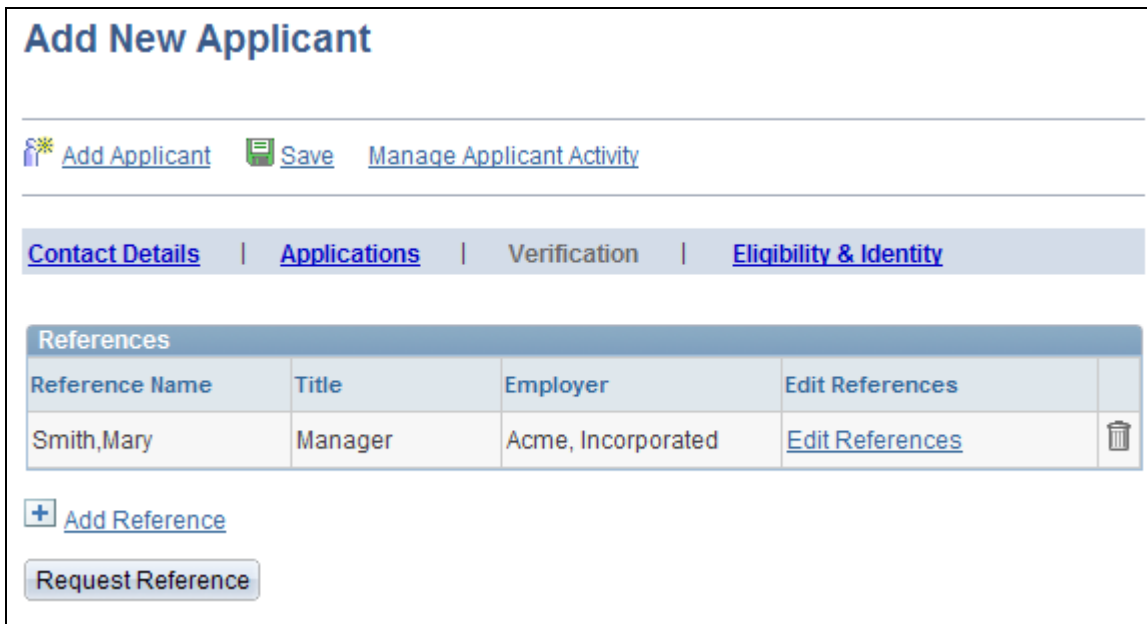 Add New Applicant
Add Applicant Save Manage Applicant Activity
Contact Details | Applications | Verification | Eligibility & Identity
References
Reference Name Title Employer Edit References
Smith,Mary Manager Acme, Incorporated Edit References
Add Reference
Request Reference